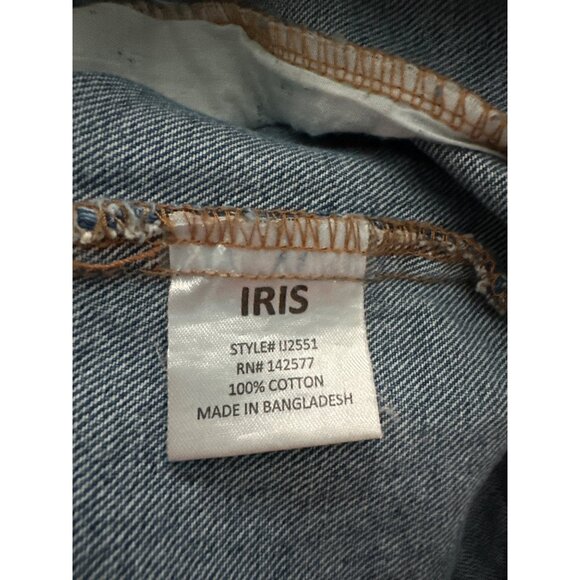 IRIS
STYLE# IJ2551
RN# 142577
100% COTTON
MADE IN BANGLADESH